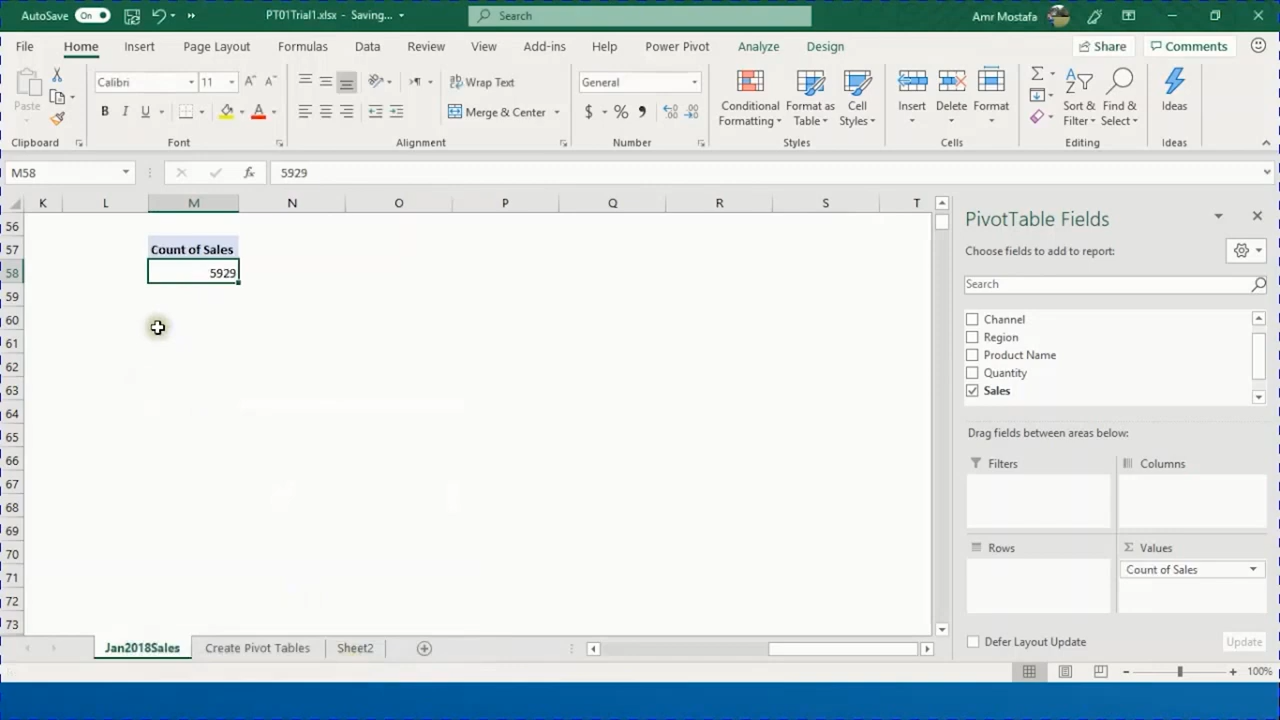 AutoSave On PT01Trial1.xlsx - Saving... Search Amr Mostafa
File Home Insert Page Layout Formulas Data Review View Add-ins Help Power Pivot Analyze Design Share Comments
Paste
Calibri 11
B I U
Wrap Text
Merge & Center
General
$ %
Conditional Formatting
Format as Table
Cell Styles
Insert Delete Format
Sort & Filter
Find & Select
Ideas
Clipboard Font Alignment Number Styles Cells Editing Ideas
M58 fx 5929
K L M N O P Q R S T
56
57 Count of Sales
58 5929
59
60
61
62
63
64
65
66
67
68
69
70
71
72
73
PivotTable Fields
Choose fields to add to report:
Search
Channel
Region
Product Name
Quantity
Sales
Drag fields between areas below:
Filters Columns
Rows Values
Count of Sales
Defer Layout Update Update
Jan2018Sales Create Pivot Tables Sheet2
100%